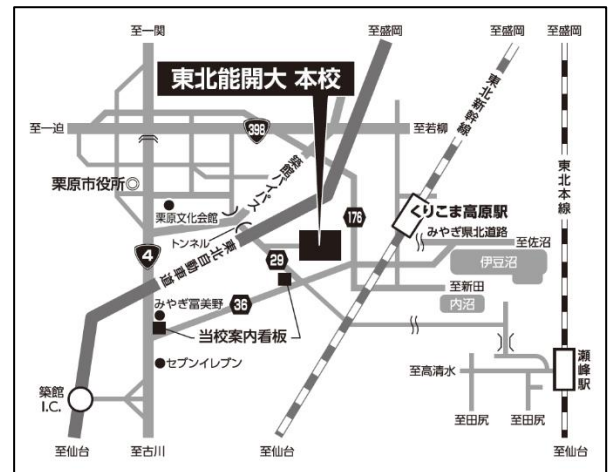 至一関
至盛岡
至盛岡
至盛岡
東北能開大 本校
東北新幹線
至一迫
398
至若柳
築館バイパス
東北本線
栗原市役所◎
栗原文化会館
176
くりこま高原駅
みやぎ県北道路
トンネル
至佐沼
4
東北自動車道
29
伊豆沼
至新田
内沼
みやぎ富美野
36
当校案内看板
セブンイレブン
至高清水
瀬峰駅
築館
I.C.
至田尻
至田尻
至仙台
至古川
至仙台
至仙台